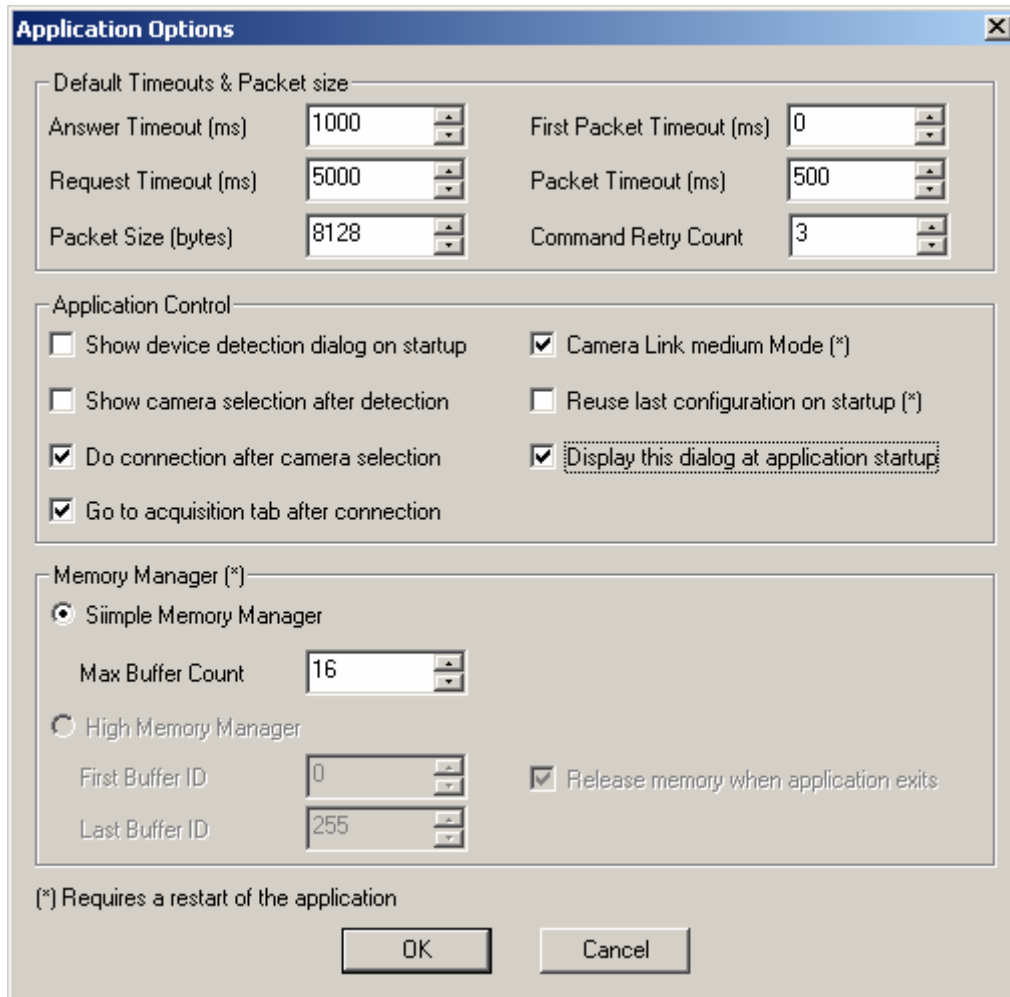 Application Options
Default Timeouts & Packet size
Answer Timeout (ms) 1000 First Packet Timeout (ms) 0
Request Timeout (ms) 5000 Packet Timeout (ms) 500
Packet Size (bytes) 8128 Command Retry Count 3
Application Control
Show device detection dialog on startup Camera Link medium Mode (*)
Show camera selection after detection Reuse last configuration on startup (*)
Do connection after camera selection Display this dialog at application startup
Go to acquisition tab after connection
Memory Manager (*)
Siimple Memory Manager
Max Buffer Count 16
High Memory Manager
First Buffer ID 0 Release memory when application exits
Last Buffer ID 255
(*) Requires a restart of the application
OK Cancel